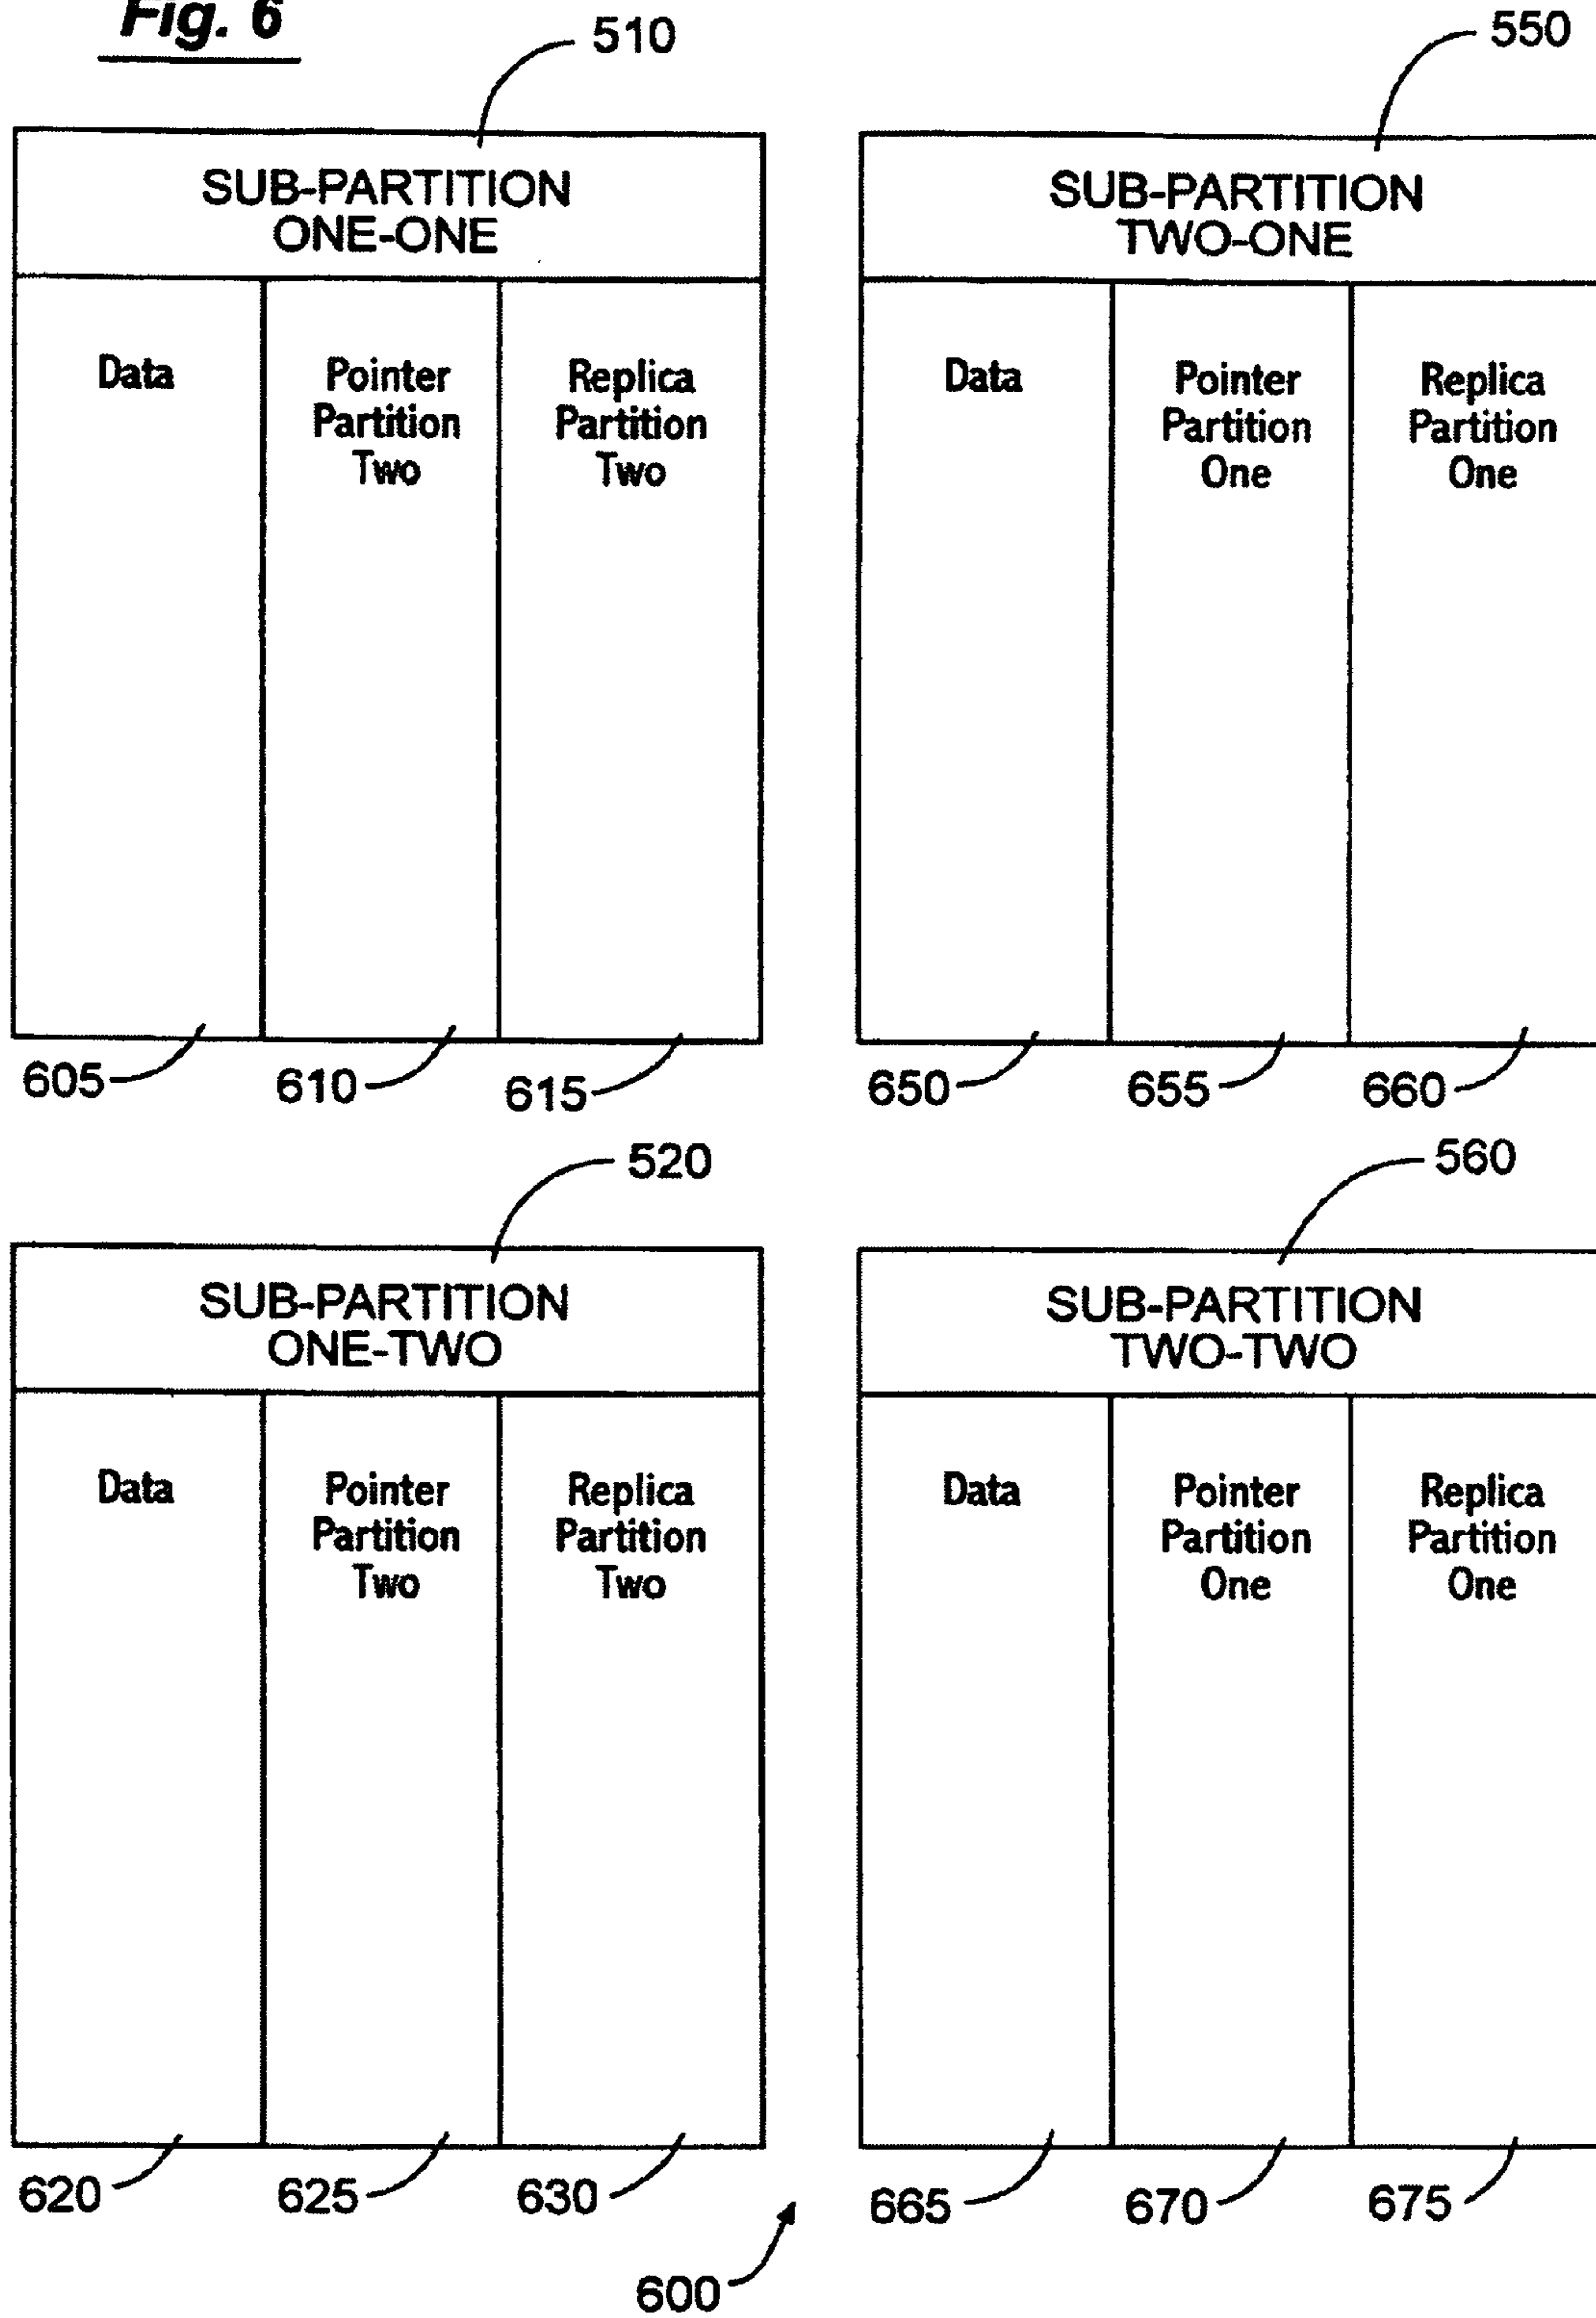 Fig. 6
510
550
SUB-PARTITION
ONE-ONE
Data
Pointer
Partition
Two
Replica
Partition
Two
605
610
615
SUB-PARTITION
TWO-ONE
Data
Pointer
Partition
One
Replica
Partition
One
650
655
660
520
560
SUB-PARTITION
ONE-TWO
Data
Pointer
Partition
Two
Replica
Partition
Two
620
625
630
SUB-PARTITION
TWO-TWO
Data
Pointer
Partition
One
Replica
Partition
One
665
670
675
600